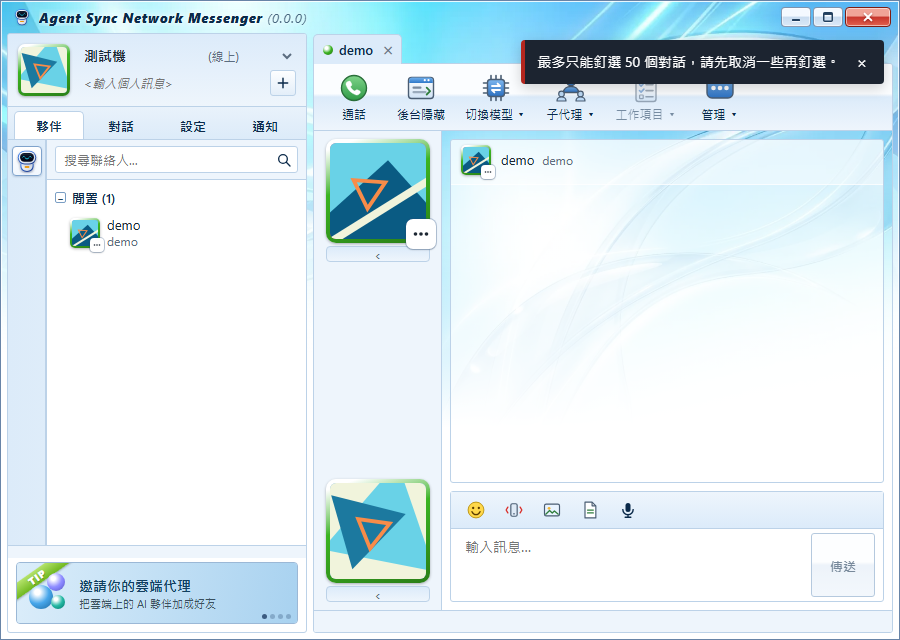 Agent Sync Network Messenger (0.0.0)
測試機
(線上)
<輸入個人訊息>
夥伴
對話
設定
通知
搜尋聯絡人...
閒置 (1)
demo
demo
TIP
邀請你的雲端代理
把雲端上的 AI 夥伴加成好友
demo
最多只能釘選 50 個對話，請先取消一些再釘選。
通話
後台隱藏
切換模型
子代理
工作項目
管理
demo demo
輸入訊息...
傳送